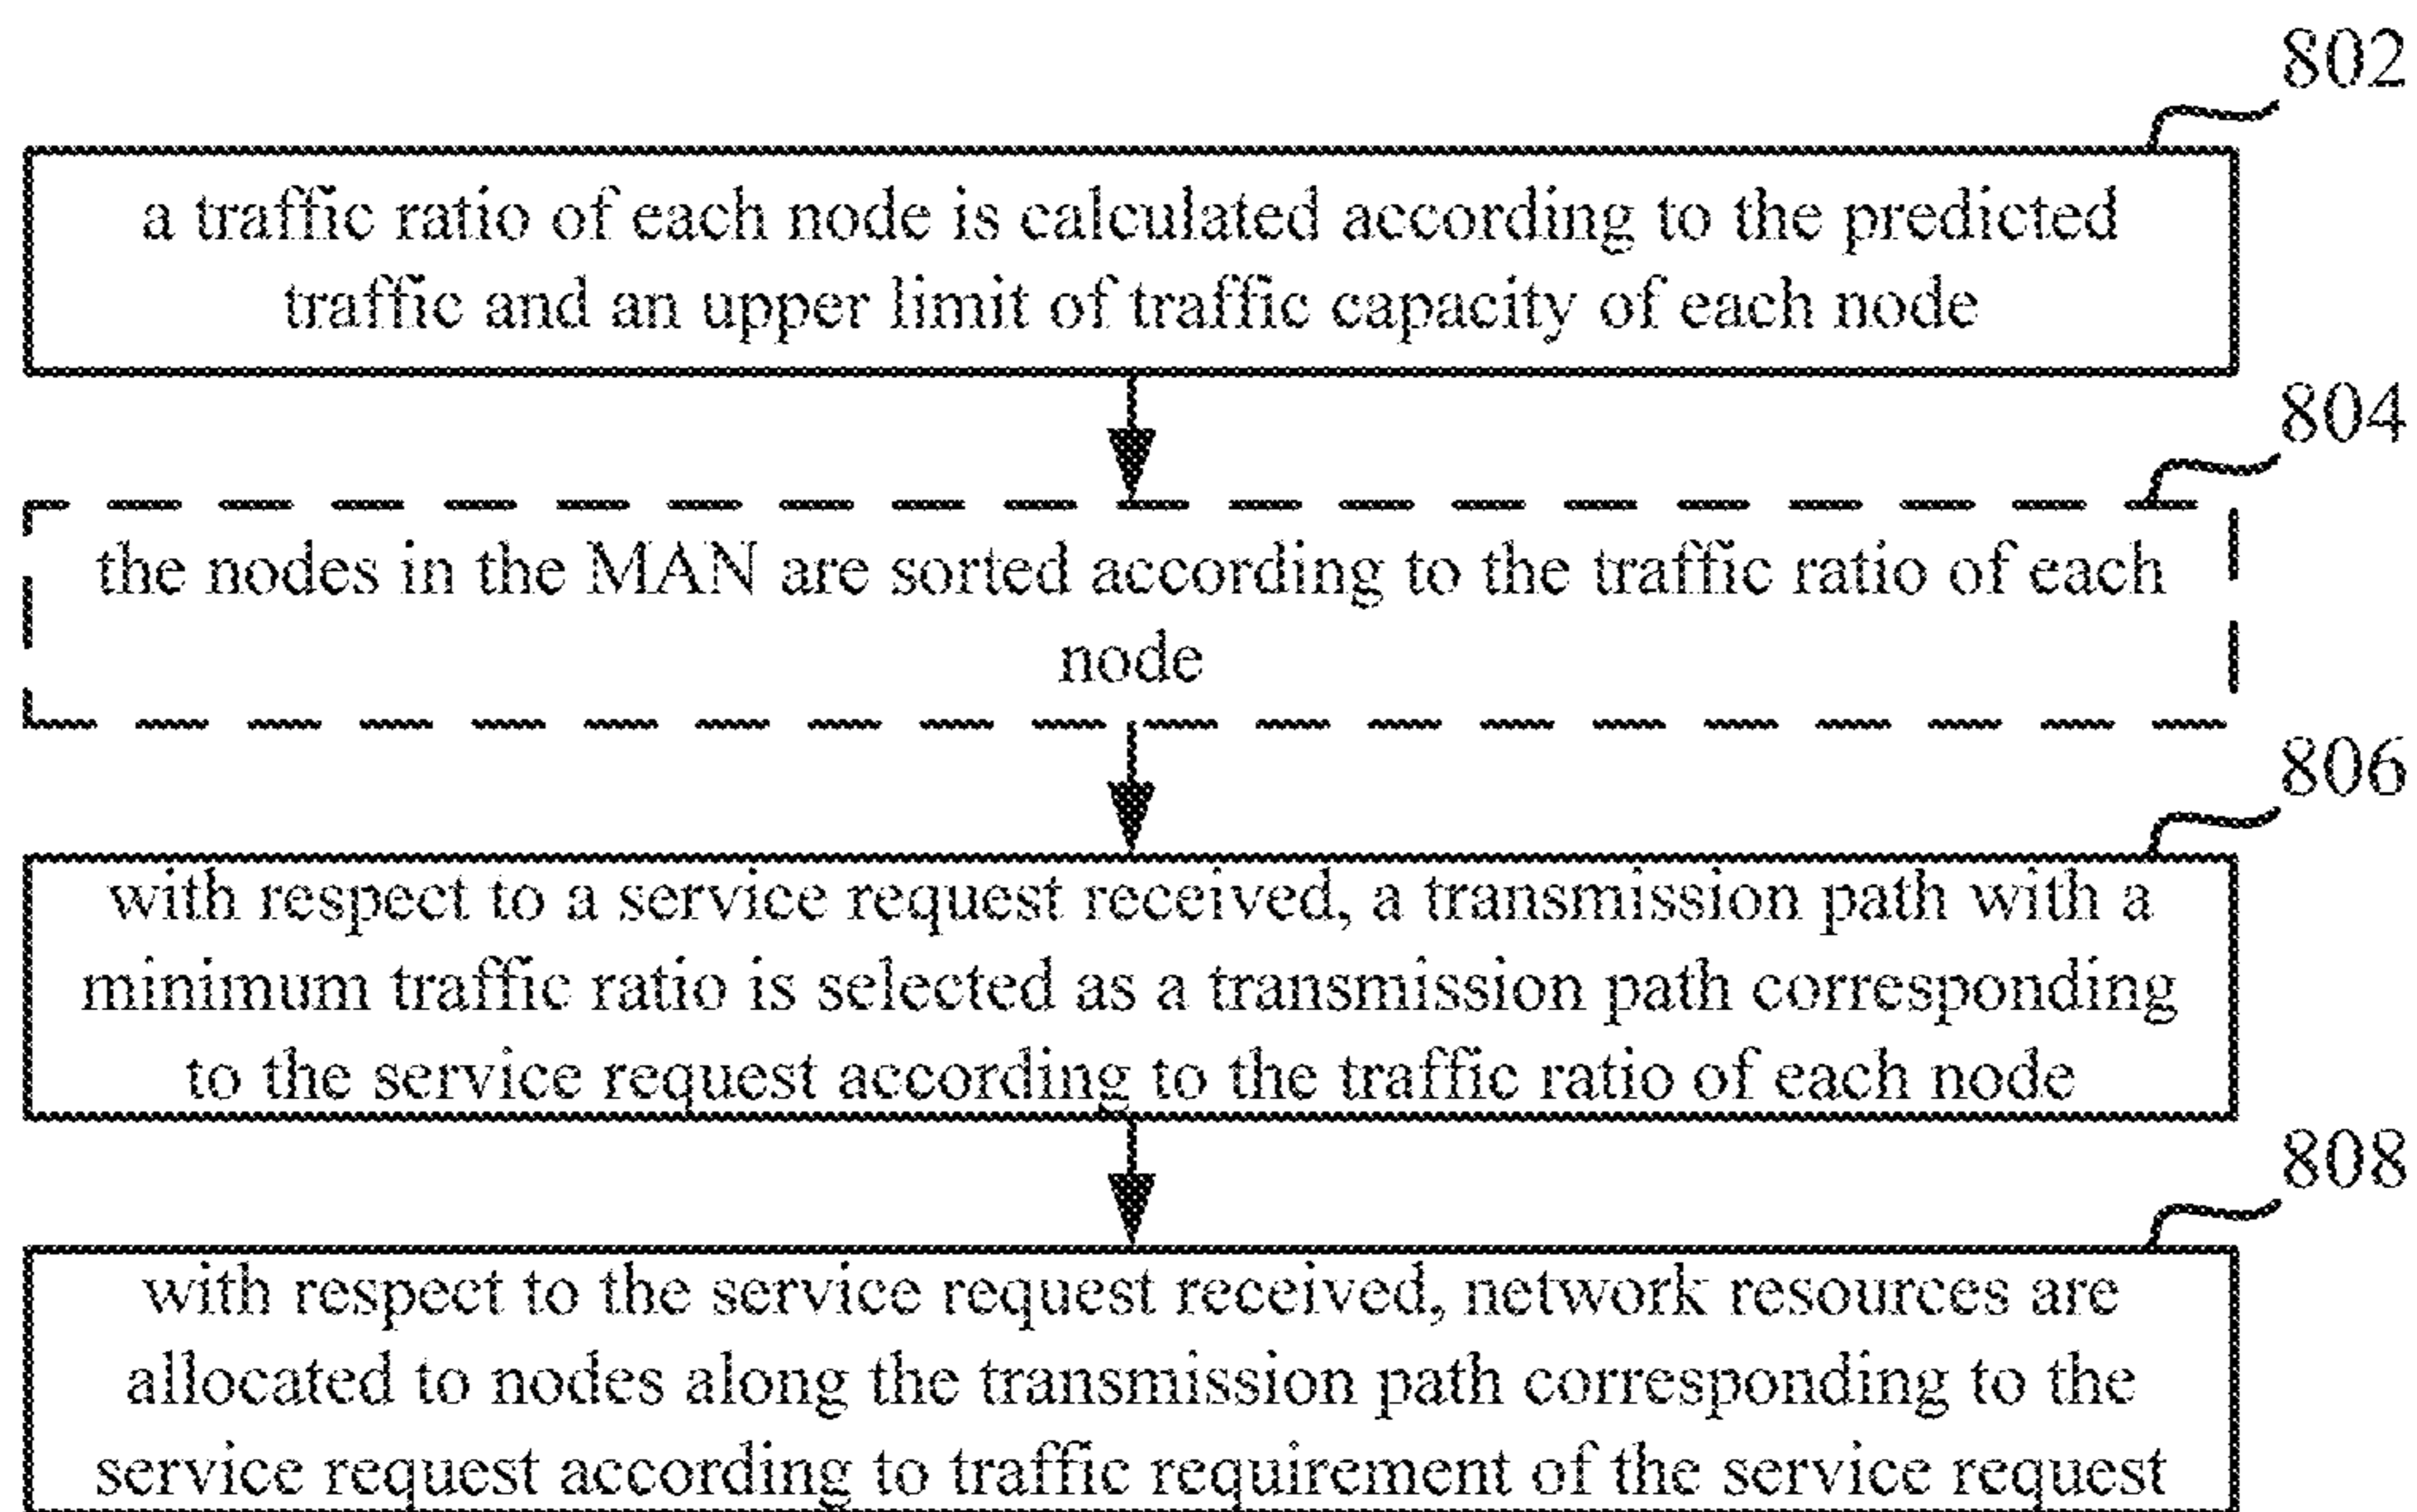 802
a traffic ratio of each node is calculated according to the predicted
traffic and an upper limit of traffic capacity of each node
804
the nodes in the MAN are sorted according to the traffic ratio of each
node
806
with respect to a service request received, a transmission path with a
minimum traffic ratio is selected as a transmission path corresponding
to the service request according to the traffic ratio of each node
808
with respect to the service request received, network resources are
allocated to nodes along the transmission path corresponding to the
service request according to traffic requirement of the service request